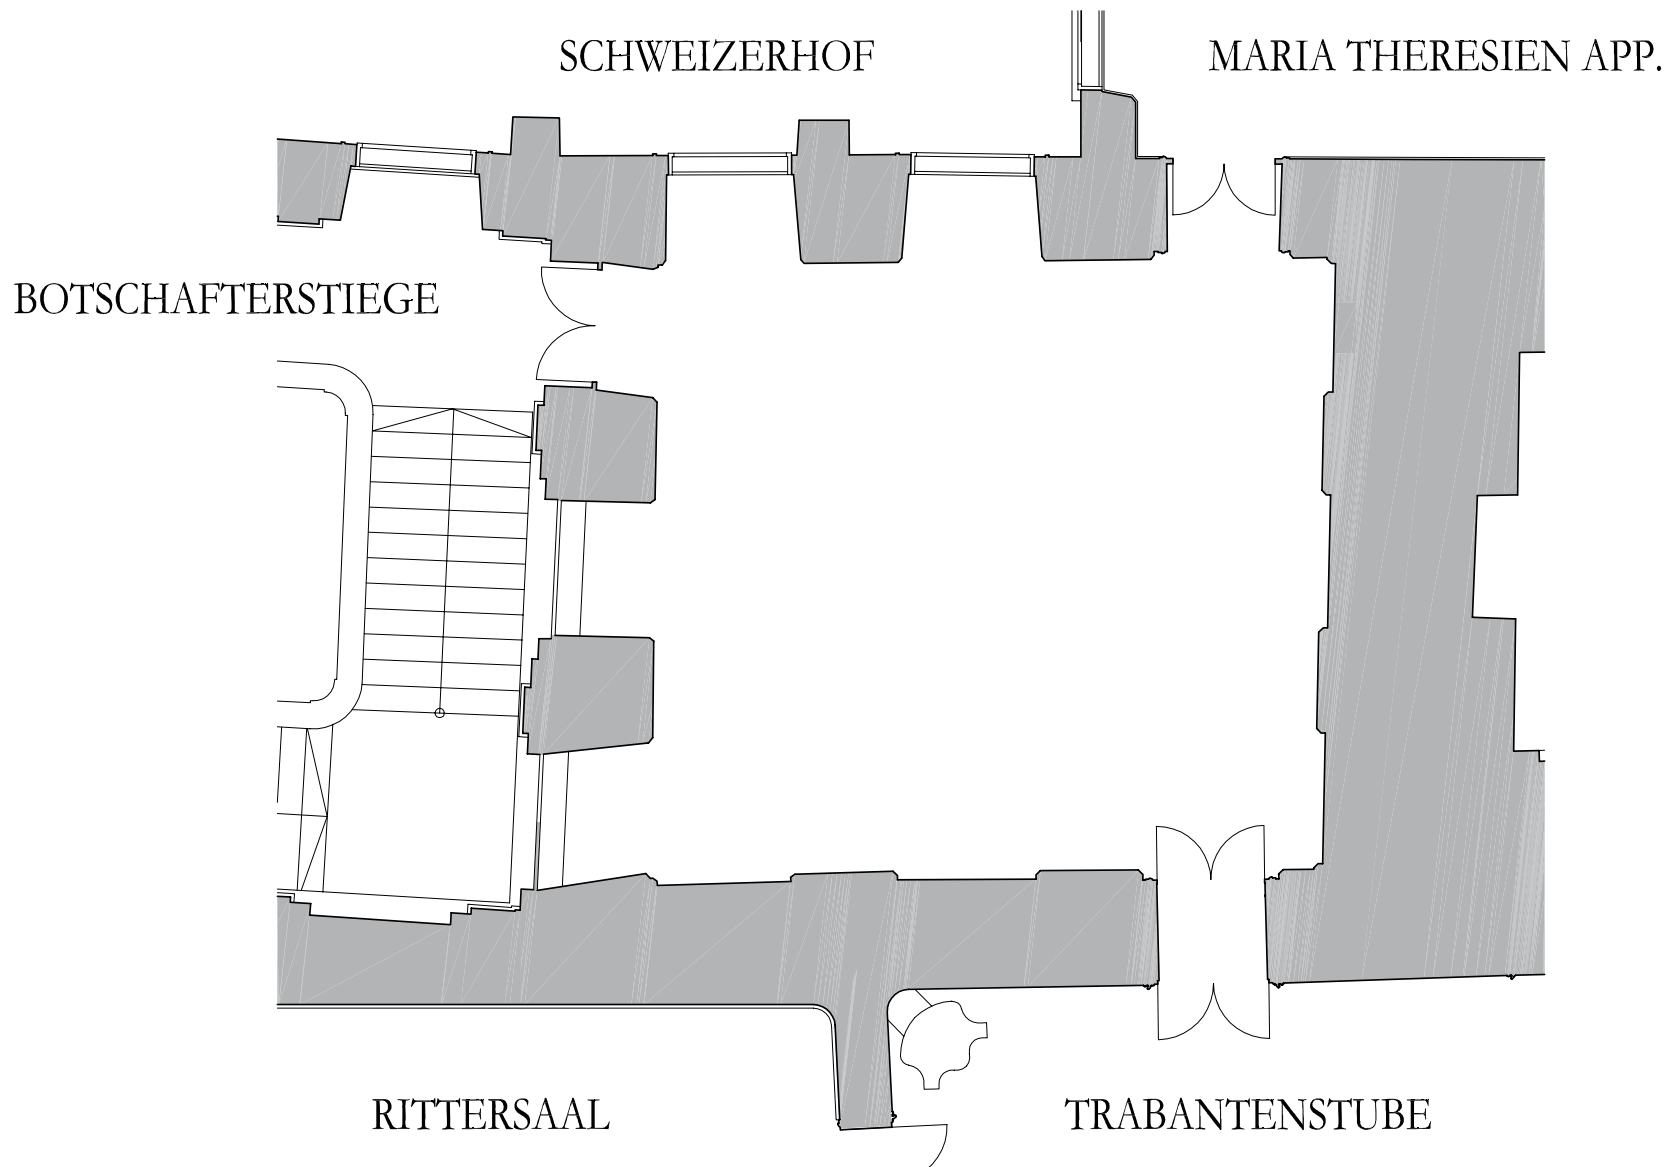 SCHWEIZERHOF
MARIA THERESIEN APP.
BOTSCHAFTERSTIEGE
RITTERSAAL
TRABANTENSTUBE